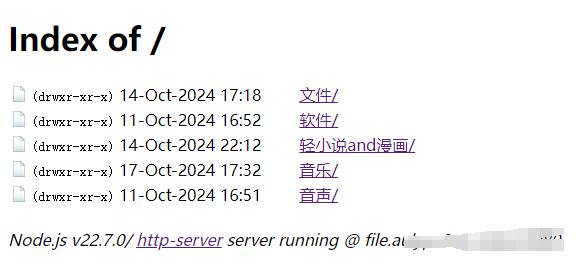 Index of /
(drwxr-xr-x) 14-Oct-2024 17:18 文件/
(drwxr-xr-x) 11-Oct-2024 16:52 软件/
(drwxr-xr-x) 14-Oct-2024 22:12 轻小说and漫画/
(drwxr-xr-x) 17-Oct-2024 17:32 音乐/
(drwxr-xr-x) 11-Oct-2024 16:51 音声/
Node.js v22.7.0/ http-server server running @